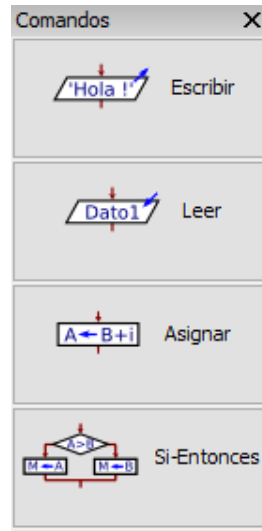 Comandos X
'Hola !' Escribir
Dato1 Leer
A←B+i Asignar
A>B
M←A M←B Si-Entonces